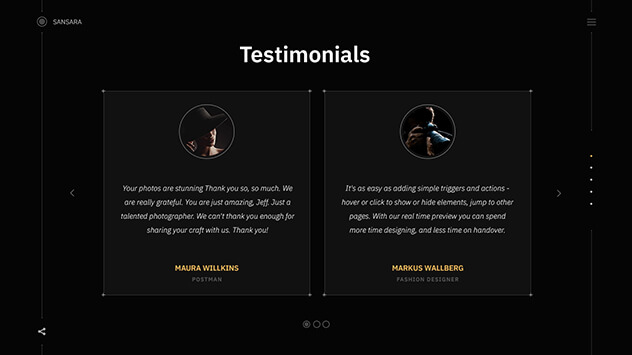 SANSARA
Testimonials
Your photos are stunning Thank you so, so much. We
are really grateful. You are just amazing, Jeff. Just a
talented photographer. We can't thank you enough for
sharing your craft with us. Thank you!
MAURA WILLKINS
POSTMAN
It's as easy as adding simple triggers and actions -
hover or click to show or hide elements, jump to other
pages. With our real time preview you can spend
more time designing, and less time on handover.
MARKUS WALLBERG
FASHION DESIGNER